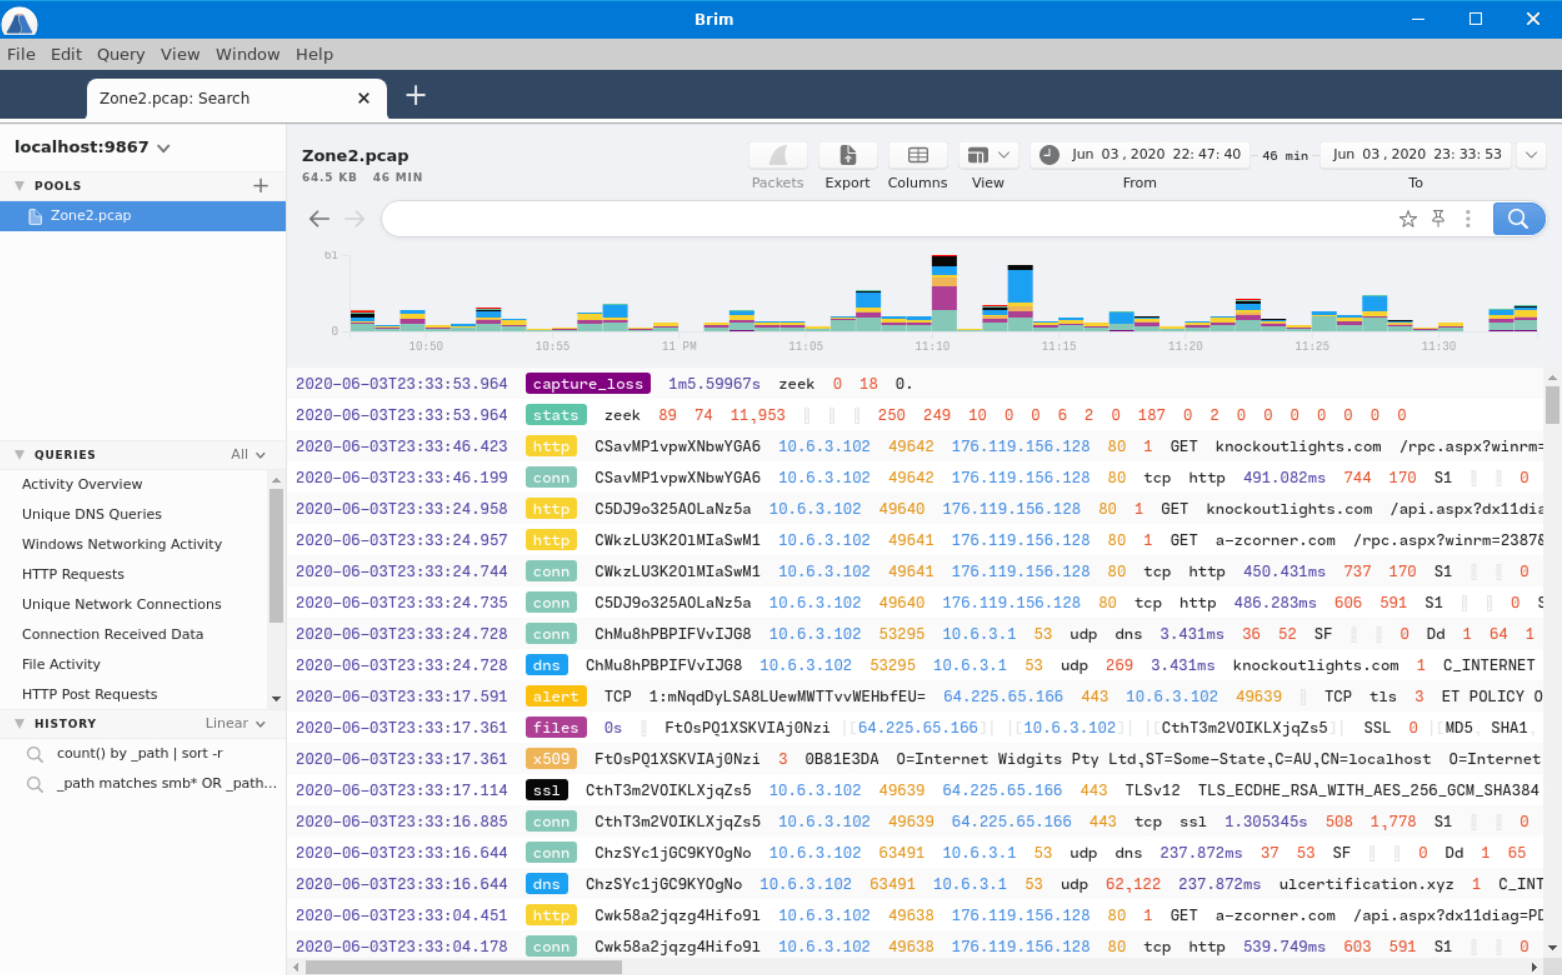 Brim
File Edit Query View Window Help
Zone2.pcap: Search
localhost:9867
POOLS
Zone2.pcap
QUERIES All
Activity Overview
Unique DNS Queries
Windows Networking Activity
HTTP Requests
Unique Network Connections
Connection Received Data
File Activity
HTTP Post Requests
HISTORY Linear
count() by _path | sort -r
_path matches smb* OR _path...
Zone2.pcap
64.5 KB 46 MIN
Packets Export Columns View
Jun 03 , 2020 22: 47: 40 46 min Jun 03 , 2020 23: 33: 53
From To
61
0
10:50 10:55 11 PM 11:05 11:10 11:15 11:20 11:25 11:30
2020-06-03T23:33:53.964 capture_loss 1m5.59967s zeek 0 18 0.
2020-06-03T23:33:53.964 stats zeek 89 74 11,953 250 249 10 0 0 6 2 0 187 0 2 0 0 0 0 0 0 0
2020-06-03T23:33:46.423 http CSavMP1vpwXNbwYGA6 10.6.3.102 49642 176.119.156.128 80 1 GET knockoutlights.com /rpc.aspx?winrm=
2020-06-03T23:33:46.199 conn CSavMP1vpwXNbwYGA6 10.6.3.102 49642 176.119.156.128 80 tcp http 491.082ms 744 170 S1 0
2020-06-03T23:33:24.958 http C5DJ9o325AOLaNz5a 10.6.3.102 49640 176.119.156.128 80 1 GET knockoutlights.com /api.aspx?dx11dia
2020-06-03T23:33:24.957 http CWkzLU3K2OlMIaSwM1 10.6.3.102 49641 176.119.156.128 80 1 GET a-zcorner.com /rpc.aspx?winrm=23878
2020-06-03T23:33:24.744 conn CWkzLU3K2OlMIaSwM1 10.6.3.102 49641 176.119.156.128 80 tcp http 450.431ms 737 170 S1 0
2020-06-03T23:33:24.735 conn C5DJ9o325AOLaNz5a 10.6.3.102 49640 176.119.156.128 80 tcp http 486.283ms 606 591 S1 0 S
2020-06-03T23:33:24.728 conn ChMu8hPBPIFVvIJG8 10.6.3.102 53295 10.6.3.1 53 udp dns 3.431ms 36 52 SF 0 Dd 1 64 1
2020-06-03T23:33:24.728 dns ChMu8hPBPIFVvIJG8 10.6.3.102 53295 10.6.3.1 53 udp 269 3.431ms knockoutlights.com 1 C_INTERNET
2020-06-03T23:33:17.591 alert TCP 1:mNqdDyLSA8LUewMWTTvvWEHbfEU= 64.225.65.166 443 10.6.3.102 49639 TCP tls 3 ET POLICY O
2020-06-03T23:33:17.361 files 0s FtOsPQ1XSKVIAj0Nzi |[64.225.65.166]| |[10.6.3.102]| |[CthT3m2VOIKLXjqZs5]| SSL 0 |[MD5, SHA1,
2020-06-03T23:33:17.361 x509 FtOsPQ1XSKVIAj0Nzi 3 0B81E3DA O=Internet Widgits Pty Ltd,ST=Some-State,C=AU,CN=localhost O=Internet
2020-06-03T23:33:17.114 ssl CthT3m2VOIKLXjqZs5 10.6.3.102 49639 64.225.65.166 443 TLSv12 TLS_ECDHE_RSA_WITH_AES_256_GCM_SHA384
2020-06-03T23:33:16.885 conn CthT3m2VOIKLXjqZs5 10.6.3.102 49639 64.225.65.166 443 tcp ssl 1.305345s 508 1,778 S1 0
2020-06-03T23:33:16.644 conn ChzSYc1jGC9KYOgNo 10.6.3.102 63491 10.6.3.1 53 udp dns 237.872ms 37 53 SF 0 Dd 1 65
2020-06-03T23:33:16.644 dns ChzSYc1jGC9KYOgNo 10.6.3.102 63491 10.6.3.1 53 udp 62,122 237.872ms ulcertification.xyz 1 C_INT
2020-06-03T23:33:04.451 http Cwk58a2jqzg4Hifo9l 10.6.3.102 49638 176.119.156.128 80 1 GET a-zcorner.com /api.aspx?dx11diag=PD
2020-06-03T23:33:04.178 conn Cwk58a2jqzg4Hifo9l 10.6.3.102 49638 176.119.156.128 80 tcp http 539.749ms 603 591 S1 0